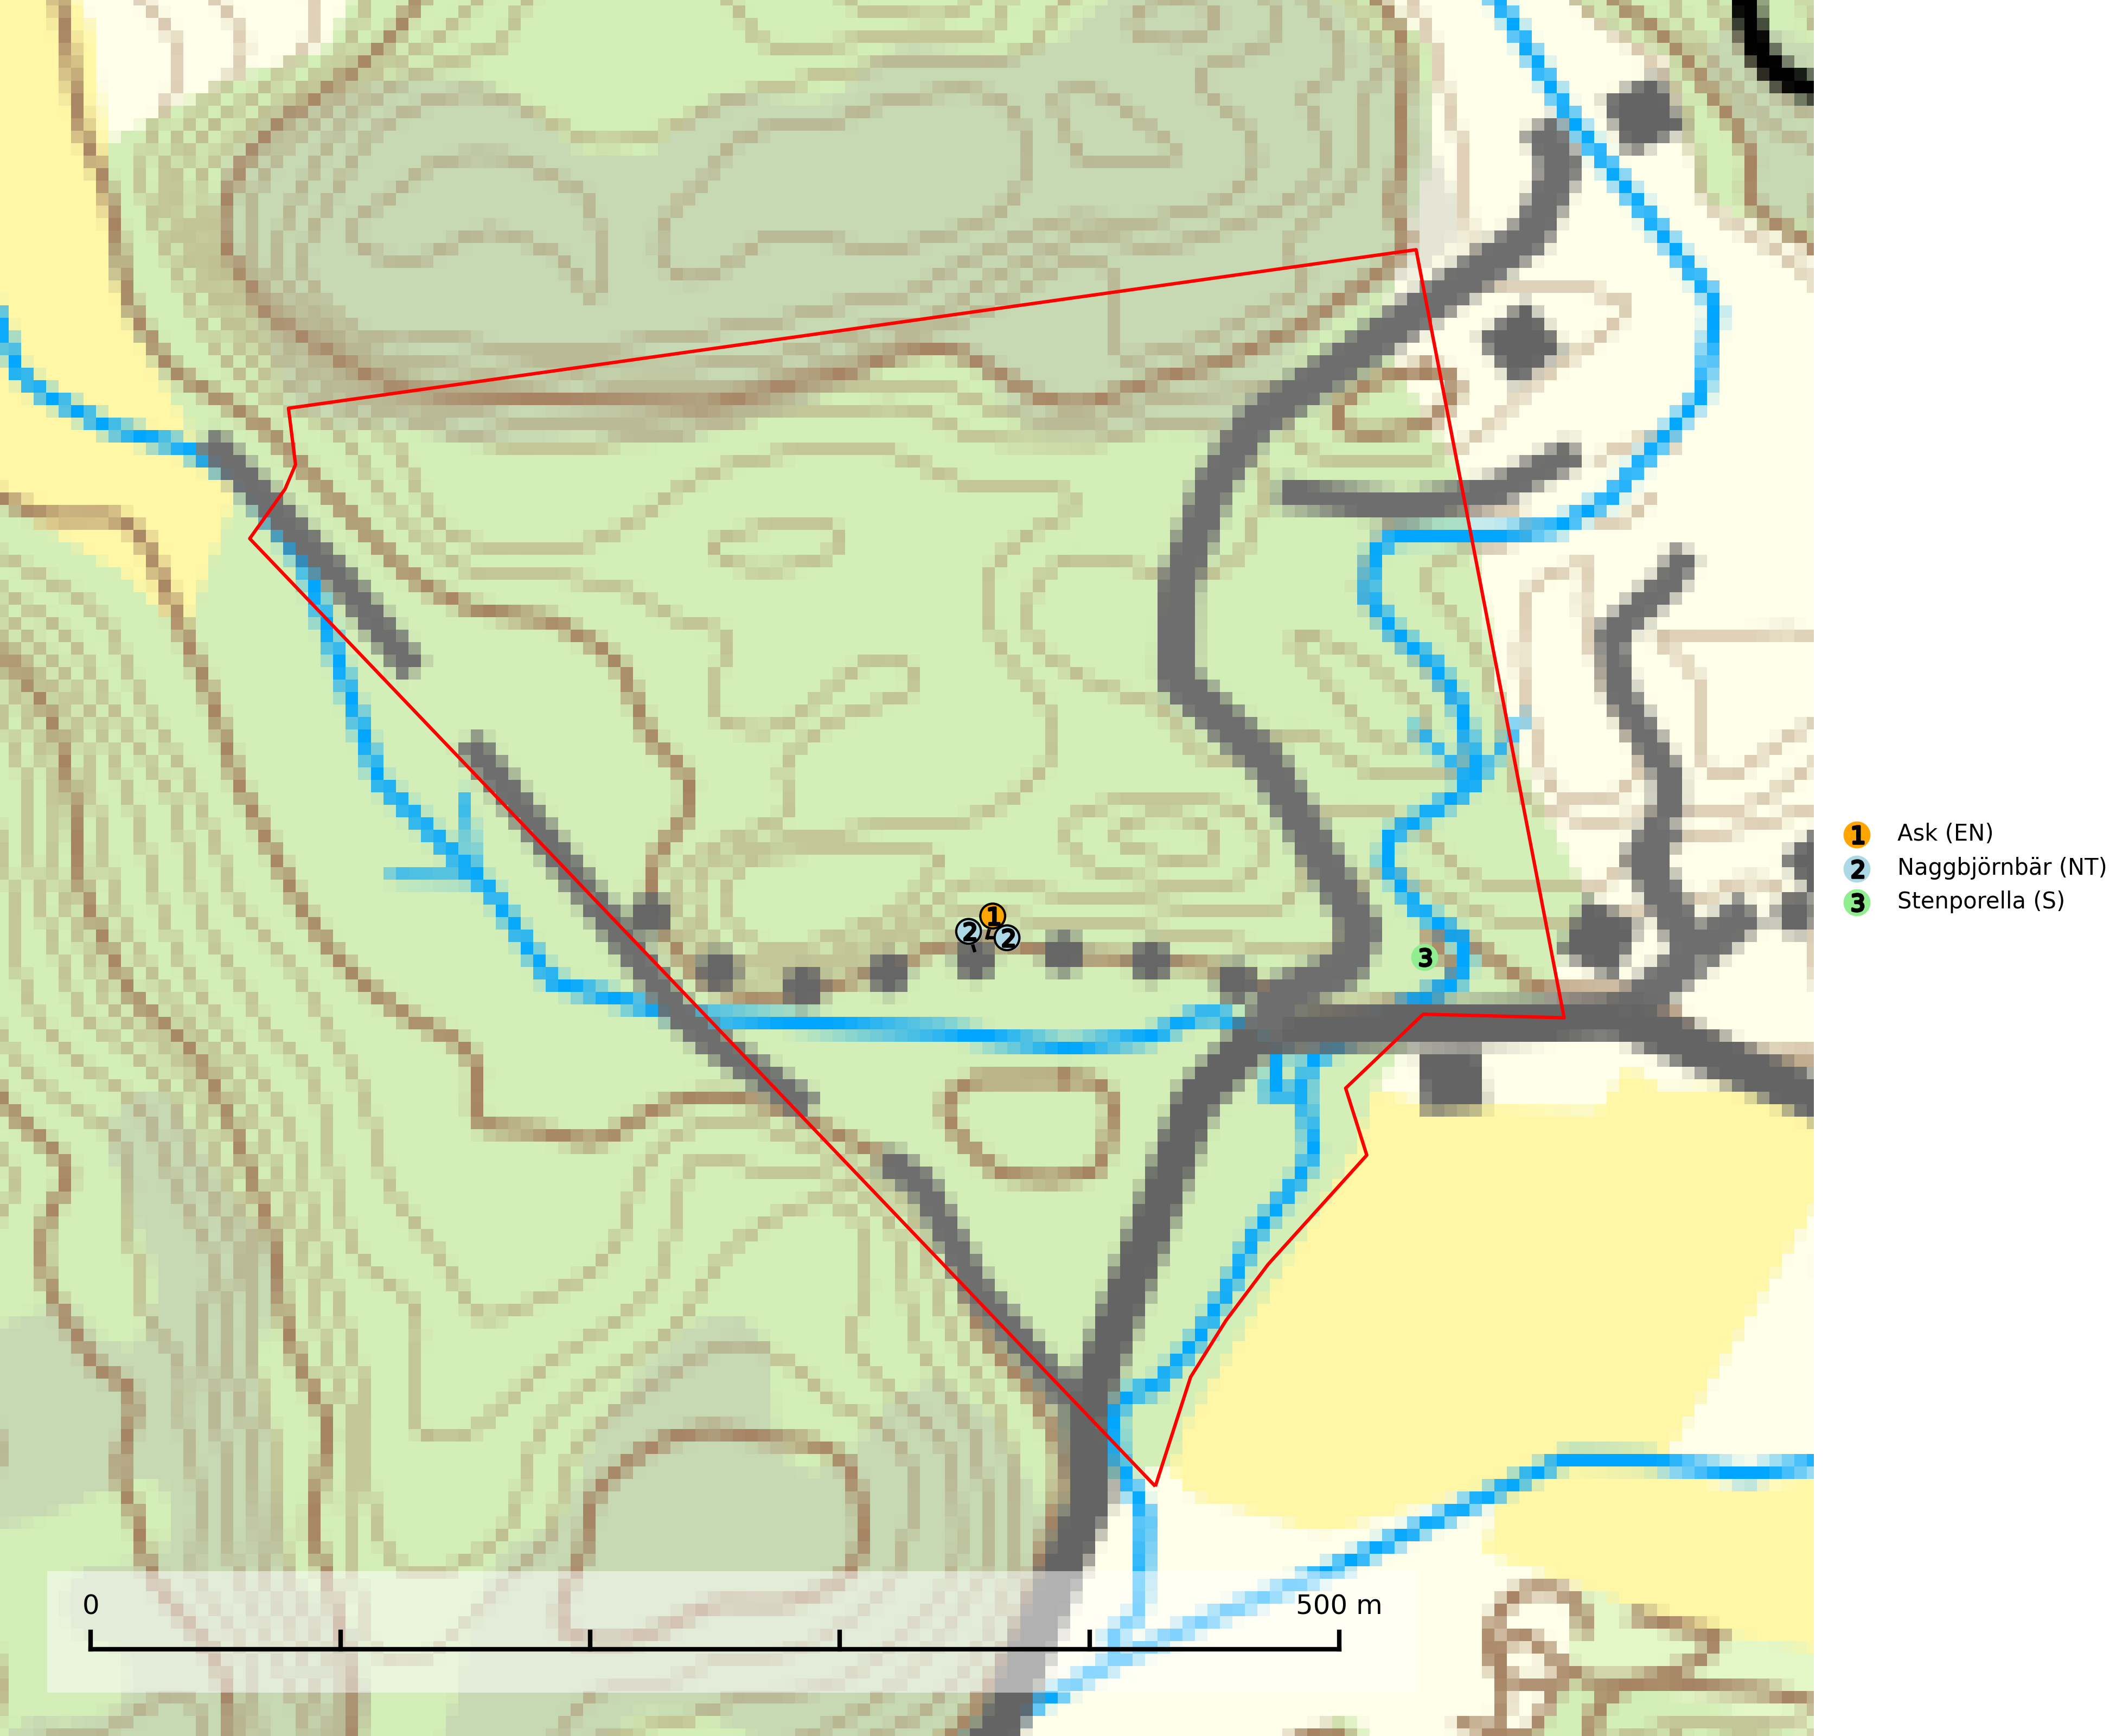 1
2
2
3
1 Ask (EN)
2 Naggbjörnbär (NT)
3 Stenporella (S)
0
500 m